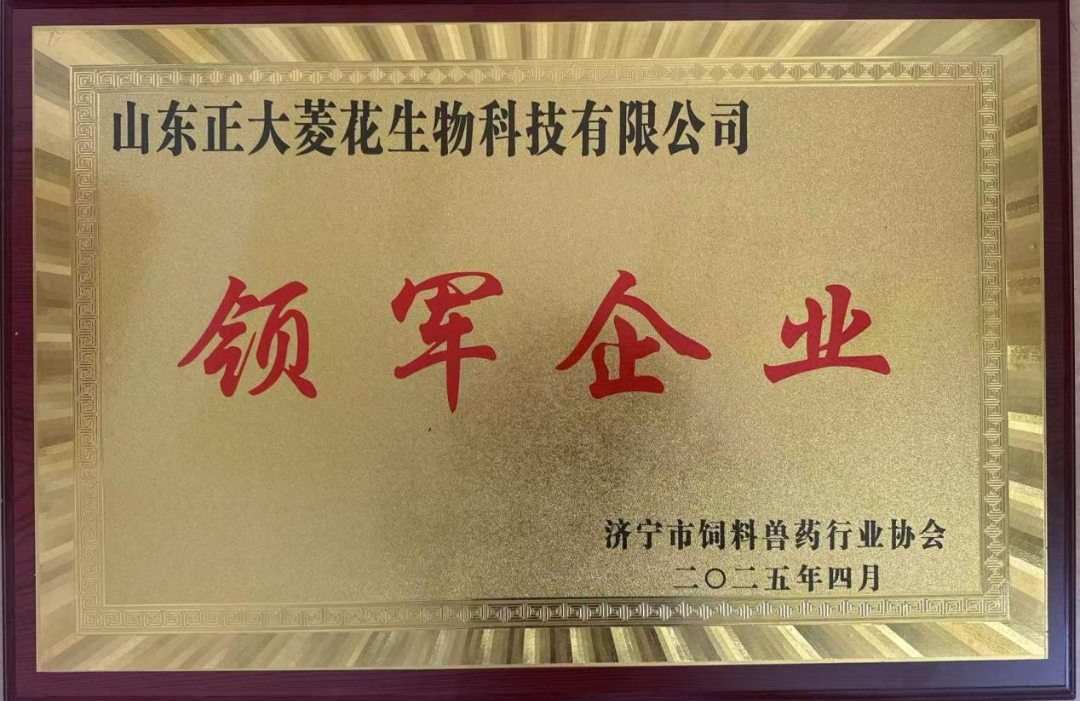 山东正大菱花生物科技有限公司
领军企业
济宁市饲料兽药行业协会
二〇二五年四月